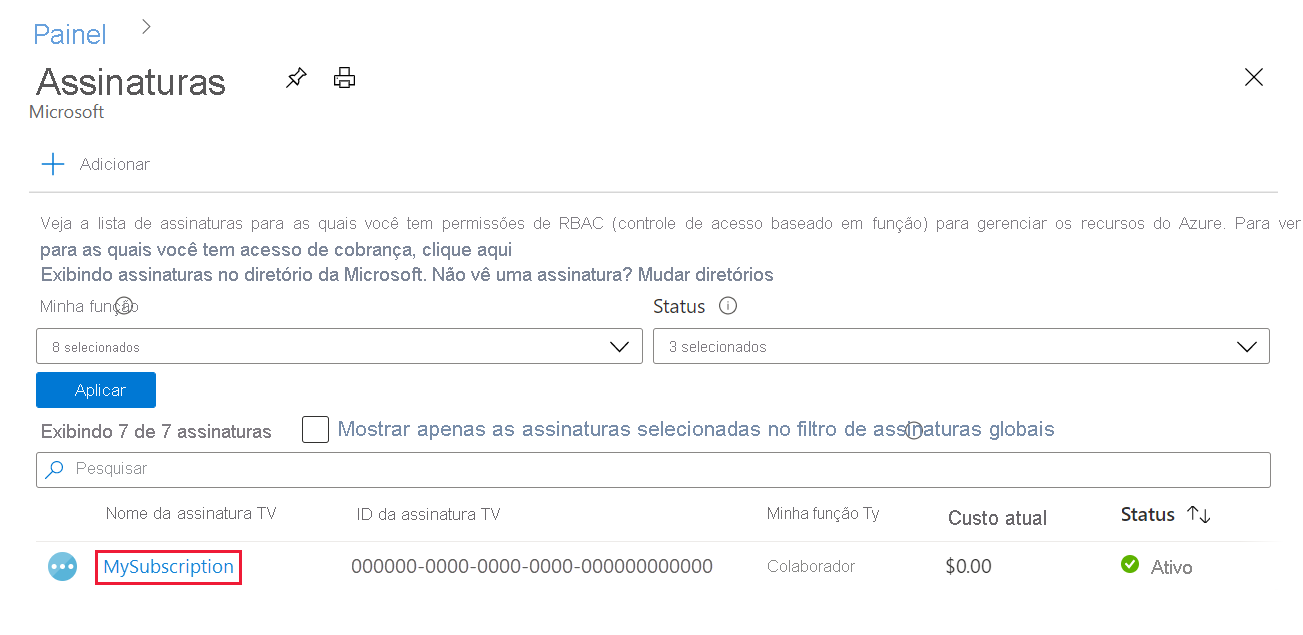 Painel
Assinaturas
Microsoft
Adicionar
Veja a lista de assinaturas para as quais você tem permissões de RBAC (controle de acesso baseado em função) para gerenciar os recursos do Azure. Para ver
para as quais você tem acesso de cobrança, clique aqui
Exibindo assinaturas no diretório da Microsoft. Não vê uma assinatura? Mudar diretórios
Minha função Status
8 selecionados 3 selecionados
Aplicar
Exibindo 7 de 7 assinaturas Mostrar apenas as assinaturas selecionadas no filtro de assinaturas globais
Pesquisar
Nome da assinatura TV ID da assinatura TV Minha função Ty Custo atual Status
MySubscription 000000-0000-0000-0000-000000000000 Colaborador $0.00 Ativo